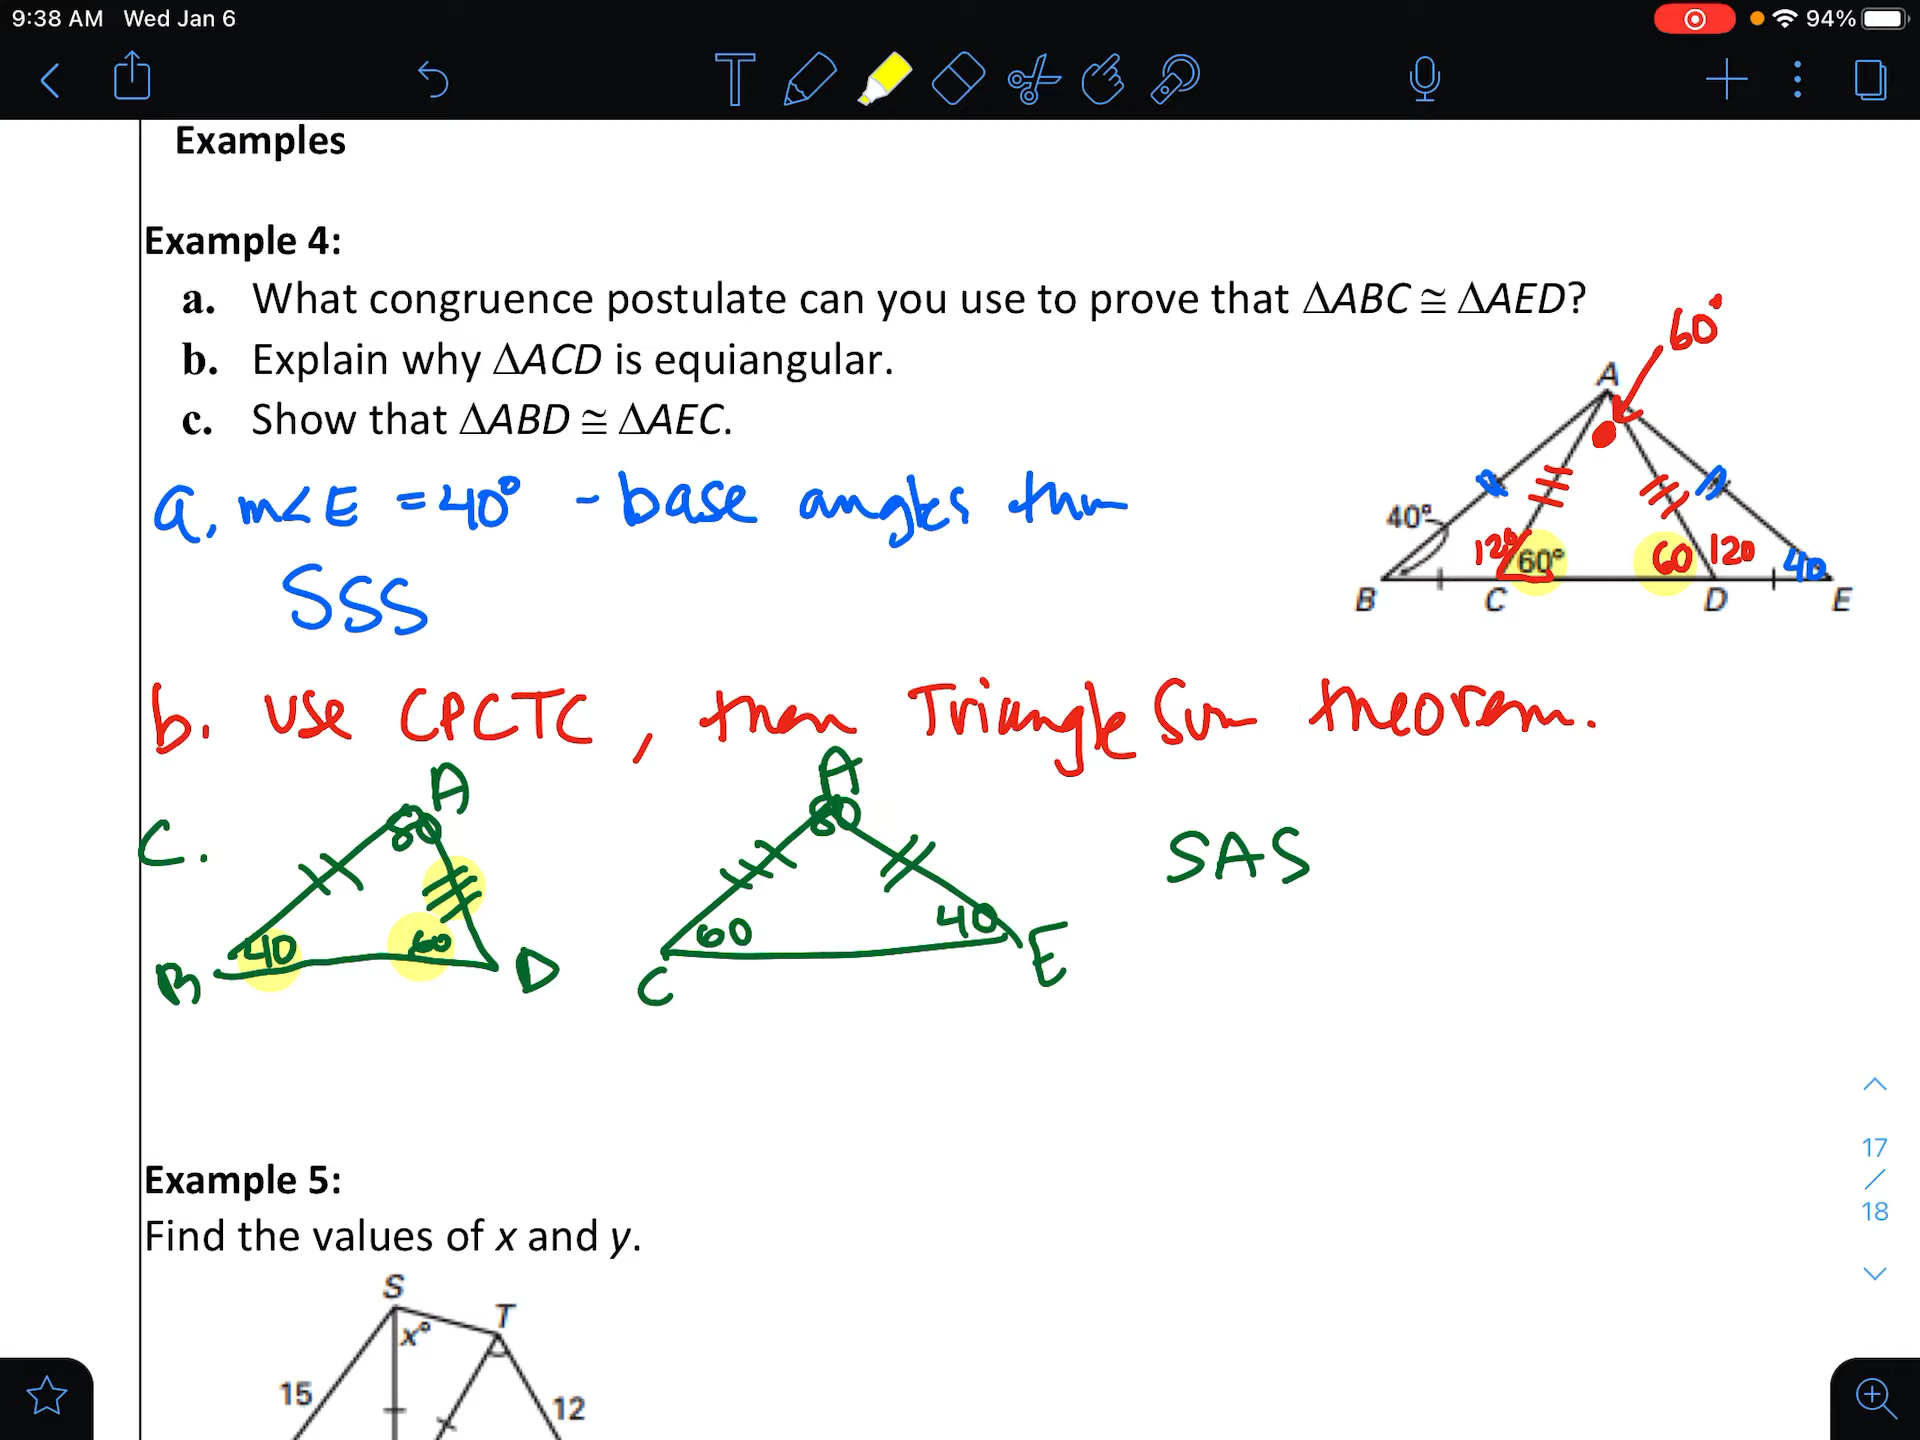 9:38 AM Wed Jan 6
94%
Examples
Example 4:
a. What congruence postulate can you use to prove that ΔABC ≅ ΔAED?
b. Explain why ΔACD is equiangular.
c. Show that ΔABD ≅ ΔAEC.
60°
A
40°
120
60°
60
120
40
B C D E
a, m<E = 40° - base angles thm
SSS
b. use CPCTC, then Triangle Sum theorem.
c.
A
80
40
60
B
D
A
80
60
40
C
E
SAS
17
/
18
Example 5:
Find the values of x and y.
S
T
x°
15
12